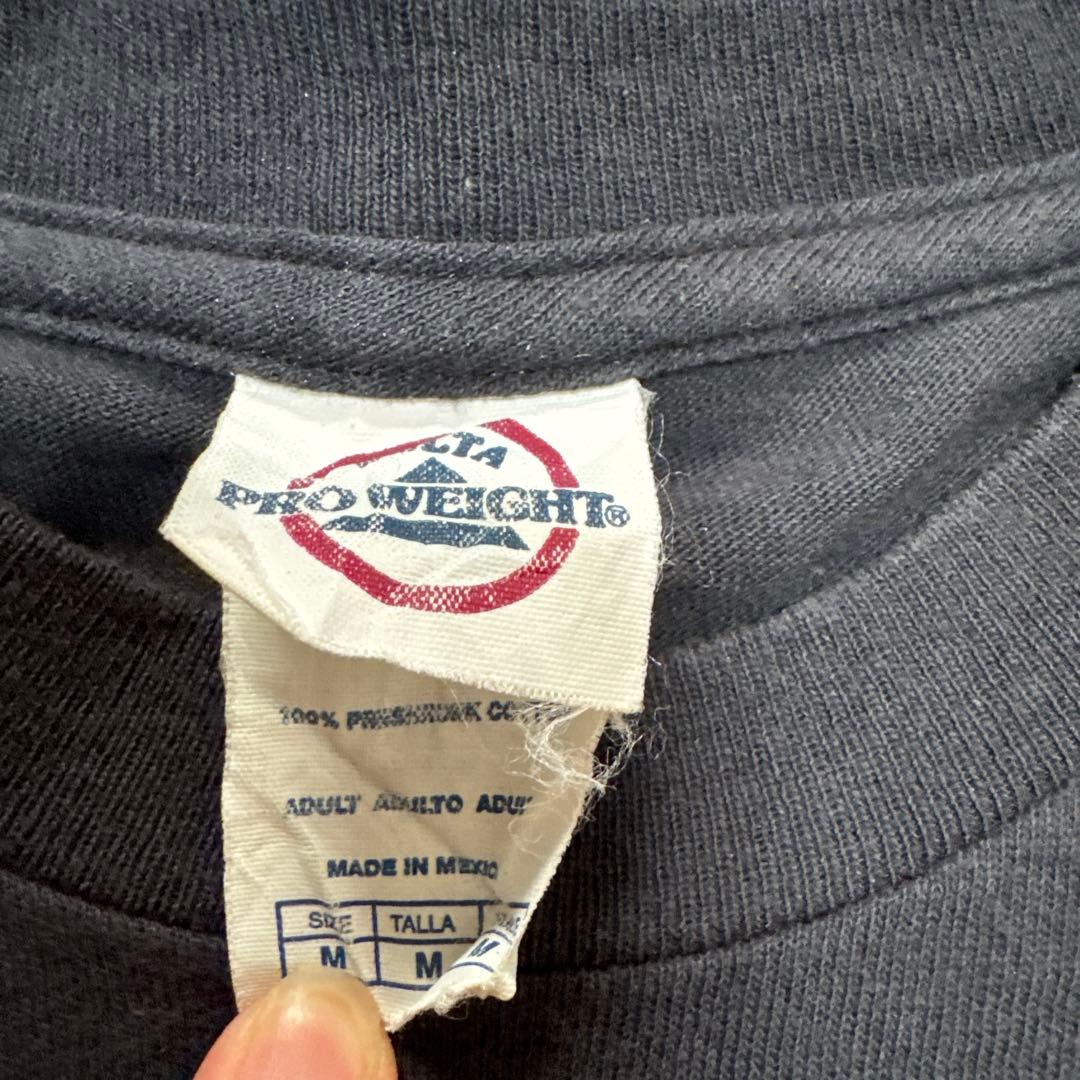 PRO WEIGHT®
100% PRESHRUNK
ADULT ADULTO
MADE IN MEXICO
SIZE TALLA
M M M